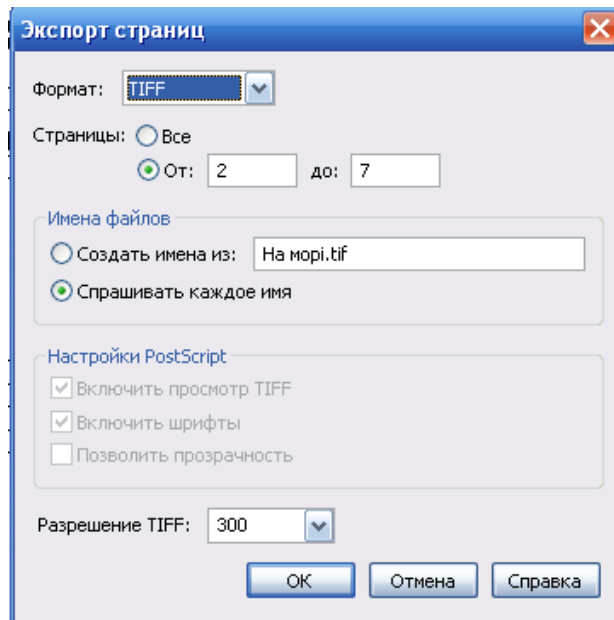 Экспорт страниц
Формат: TIFF
Страницы: Все
От: 2 до: 7
Имена файлов
Создать имена из: На морі.tif
Спрашивать каждое имя
Настройки PostScript
Включить просмотр TIFF
Включить шрифты
Позволить прозрачность
Разрешение TIFF: 300
OK Отмена Справка